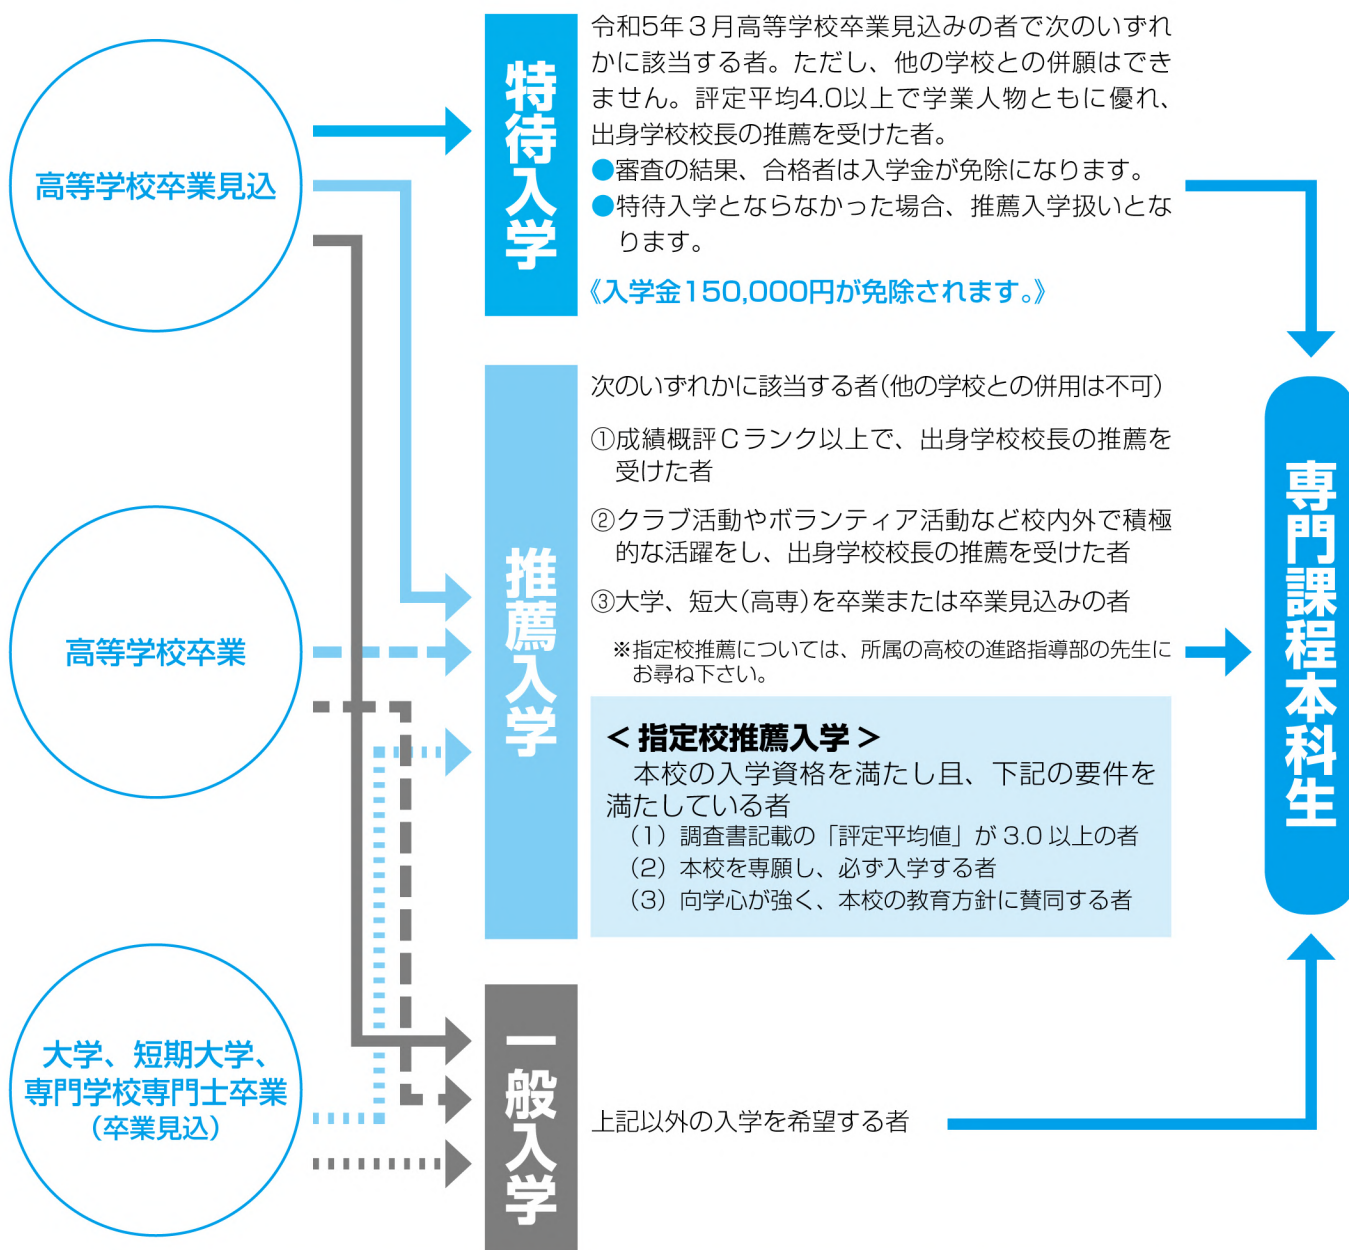 高等学校卒業見込
高等学校卒業
大学、短期大学、
専門学校専門士卒業
（卒業見込）
特待入学
令和5年３月高等学校卒業見込みの者で次のいずれ
かに該当する者。ただし、他の学校との併願はでき
ません。評定平均4.0以上で学業人物ともに優れ、
出身学校校長の推薦を受けた者。
●審査の結果、合格者は入学金が免除になります。
●特待入学とならなかった場合、推薦入学扱いとな
ります。
《入学金150,000円が免除されます。》
推薦入学
次のいずれかに該当する者（他の学校との併用は不可）
①成績概評Ｃランク以上で、出身学校校長の推薦を
受けた者
②クラブ活動やボランティア活動など校内外で積極
的な活躍をし、出身学校校長の推薦を受けた者
③大学、短大（高専）を卒業または卒業見込みの者
※指定校推薦については、所属の高校の進路指導部の先生に
お尋ね下さい。
＜指定校推薦入学＞
本校の入学資格を満たし且、下記の要件を
満たしている者
（1）調査書記載の「評定平均値」が 3.0 以上の者
（2）本校を専願し、必ず入学する者
（3）向学心が強く、本校の教育方針に賛同する者
一般入学
上記以外の入学を希望する者
専門課程本科生